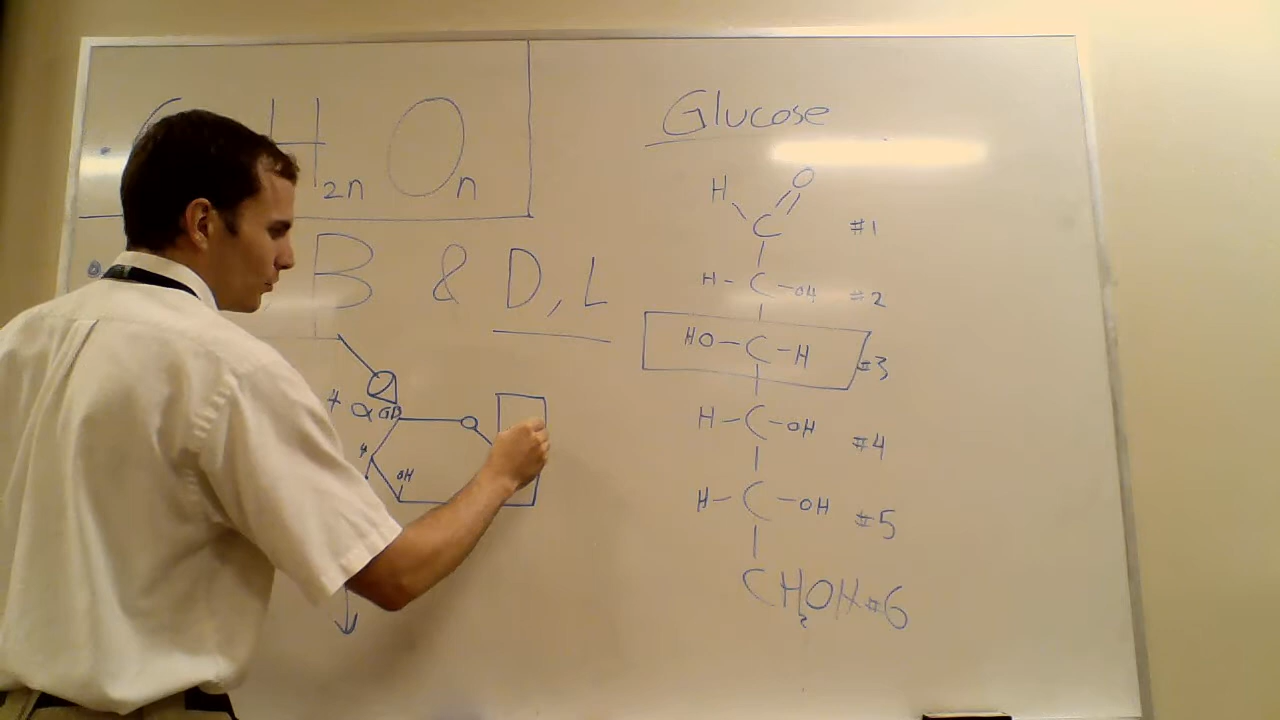 C H2n On
B & D, L
H
α
OH
Glucose
H O
C #1
H-C-OH #2
HO-C-H #3
H-C-OH #4
H-C-OH #5
CH2OH #6